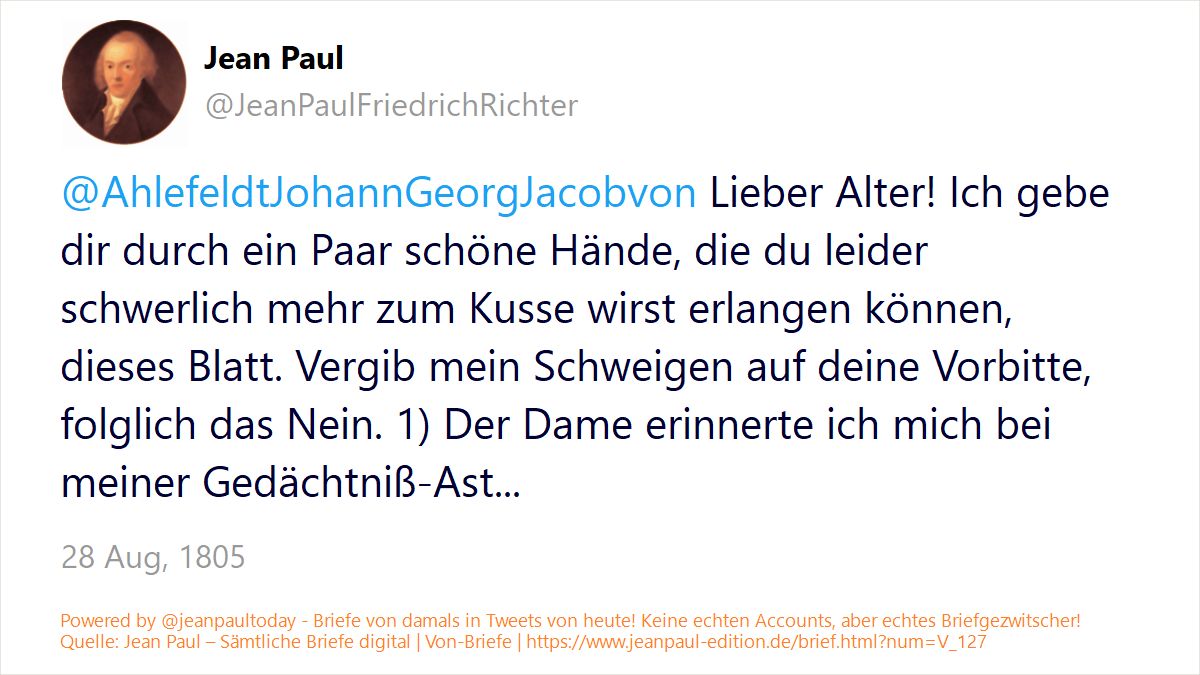 Jean Paul
@JeanPaulFriedrichRichter
@AhlefeldtJohannGeorgJacobvon Lieber Alter! Ich gebe
dir durch ein Paar schöne Hände, die du leider
schwerlich mehr zum Kusse wirst erlangen können,
dieses Blatt. Vergib mein Schweigen auf deine Vorbitte,
folglich das Nein. 1) Der Dame erinnerte ich mich bei
meiner Gedächtniß-Ast...
28 Aug, 1805
Powered by @jeanpaultoday - Briefe von damals in Tweets von heute! Keine echten Accounts, aber echtes Briefgezwitscher!
Quelle: Jean Paul – Sämtliche Briefe digital | Von-Briefe | https://www.jeanpaul-edition.de/brief.html?num=V_127